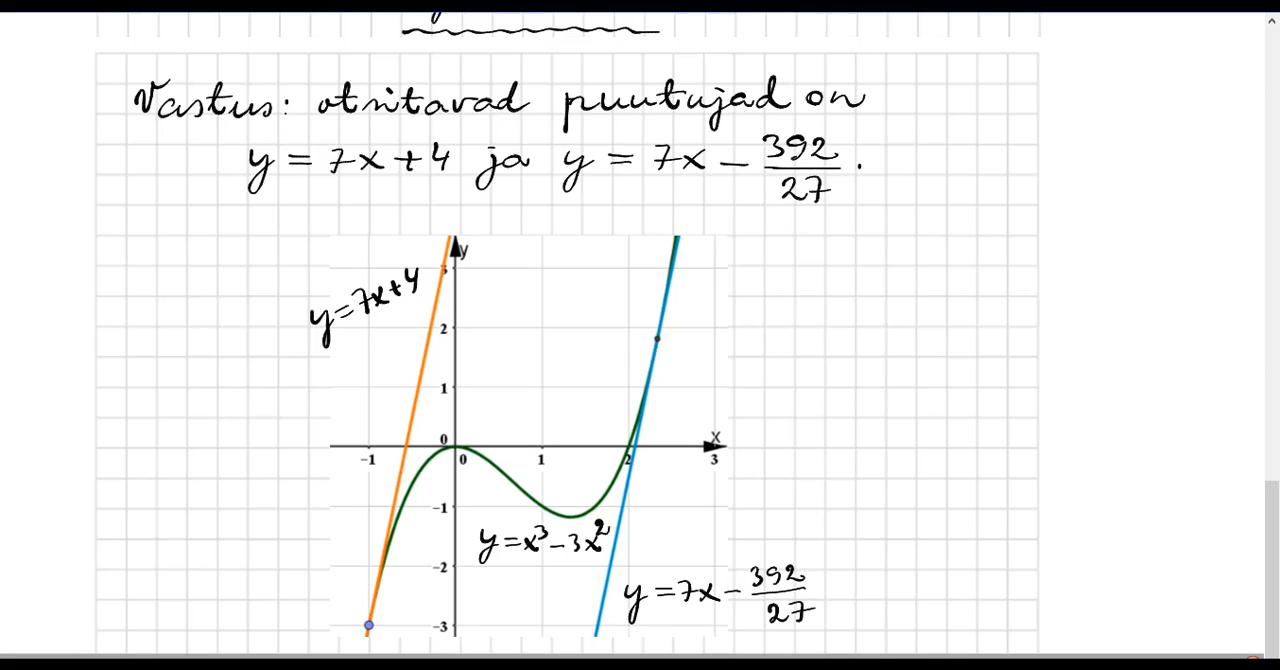 Vastus: otsitavad puutujad on
y = 7x + 4 ja y = 7x - 392/27.
y
3
y = 7x + 4
2
1
0
x
-1
0
1
2
3
-1
y = x³ - 3x²
-2
y = 7x - 392/27
-3